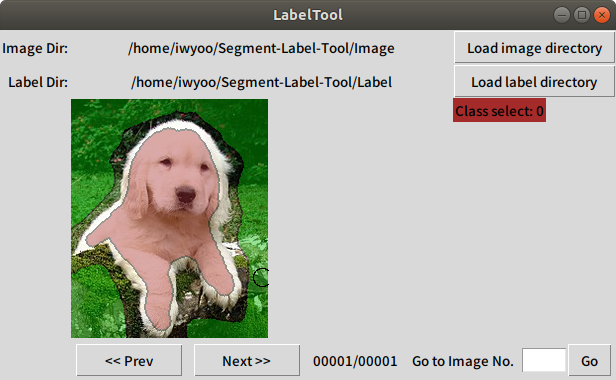 LabelTool
Image Dir: /home/iwyoo/Segment-Label-Tool/Image Load image directory
Label Dir: /home/iwyoo/Segment-Label-Tool/Label Load label directory
Class select: 0
<< Prev Next >> 00001/00001 Go to Image No. Go